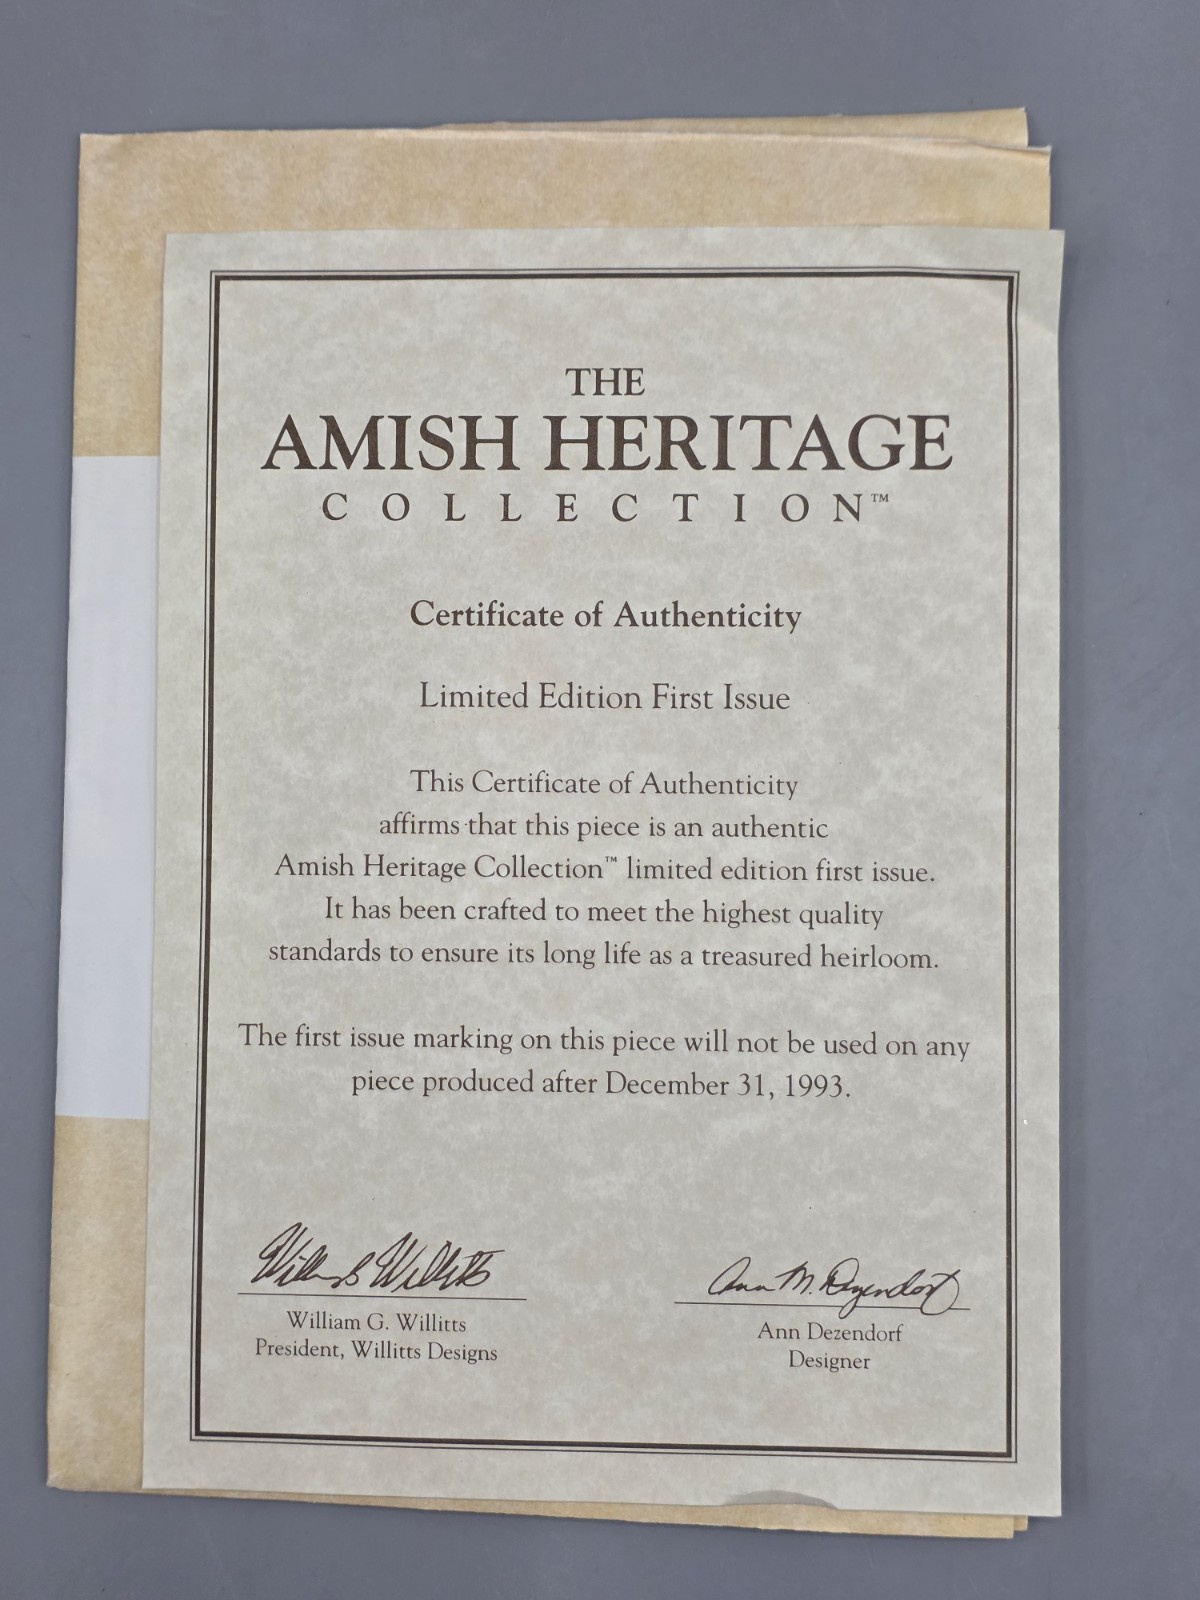 THE
AMISH HERITAGE
COLLECTION™
Certificate of Authenticity
Limited Edition First Issue
This Certificate of Authenticity
affirms that this piece is an authentic
Amish Heritage Collection™ limited edition first issue.
It has been crafted to meet the highest quality
standards to ensure its long life as a treasured heirloom.
The first issue marking on this piece will not be used on any
piece produced after December 31, 1993.
William G. Willitts
President, Willitts Designs
Ann M. Dezendorf
Ann Dezendorf
Designer